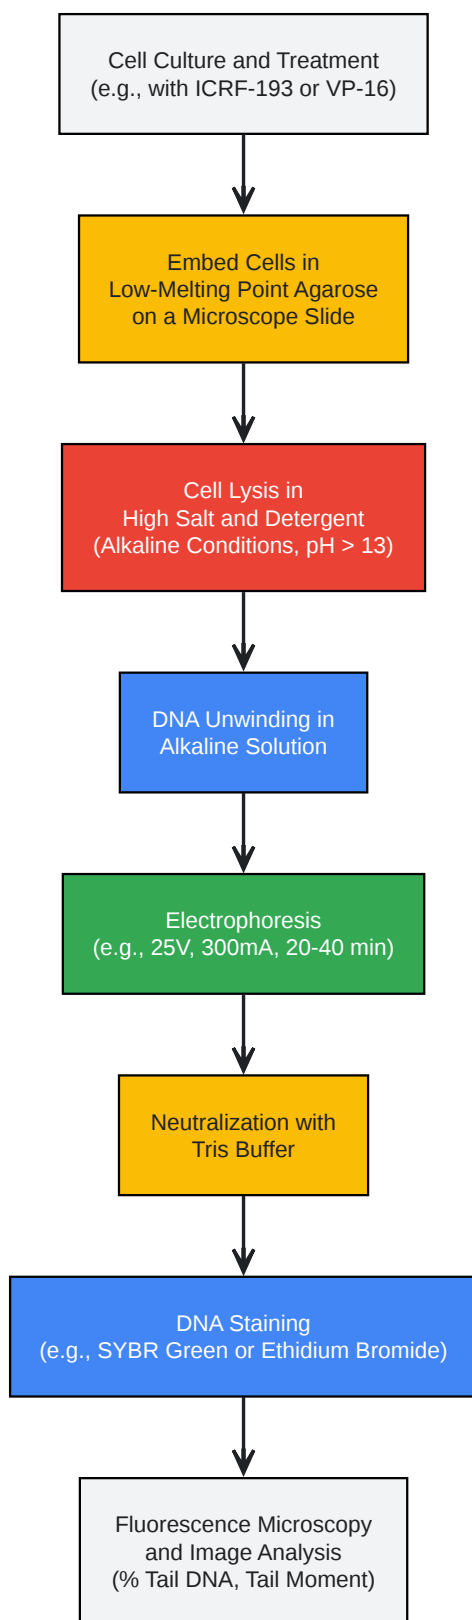 Cell Culture and Treatment
(e.g., with ICRF-193 or VP-16)
Embed Cells in
Low-Melting Point Agarose
on a Microscope Slide
Cell Lysis in
High Salt and Detergent
(Alkaline Conditions, pH > 13)
DNA Unwinding in
Alkaline Solution
Electrophoresis
(e.g., 25V, 300mA, 20-40 min)
Neutralization with
Tris Buffer
DNA Staining
(e.g., SYBR Green or Ethidium Bromide)
Fluorescence Microscopy
and Image Analysis
(% Tail DNA, Tail Moment)